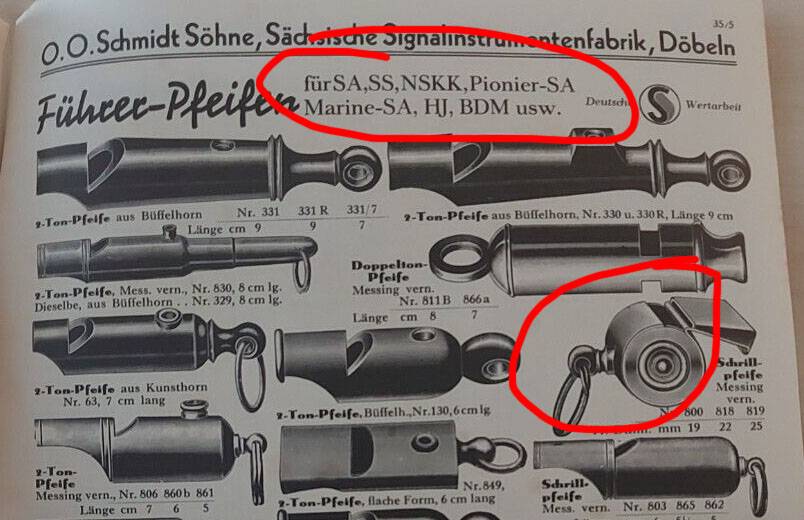 35/5
O. O. Schmidt Söhne, Sächsische Signalinstrumentenfabrik, Döbeln
Führer-Pfeifen
für SA, SS, NSKK, Pionier-SA
Marine-SA, HJ, BDM usw.
Deutsche S Wertarbeit
2-Ton-Pfeife aus Büffelhorn Nr. 331 331 R 331/7
Länge cm 9 9 7
2-Ton-Pfeife aus Büffelhorn, Nr. 330 u. 330 R, Länge 9 cm
2-Ton-Pfeife, Mess. vern., Nr. 830, 8 cm lg.
Dieselbe, aus Büffelhorn . . Nr. 329, 8 cm lg.
Doppelton-
Pfeife
Messing vern.
Nr. 811 B 866a
Länge cm 8 7
2-Ton-Pfeife aus Kunsthorn
Nr. 63, 7 cm lang
2-Ton-Pfeife, Büffelh., Nr. 130, 6 cm lg.
Schrill-
pfeife
Messing
vern.
800 818 819
mm 19 22 25
2-Ton-
Pfeife
Messing vern., Nr. 806 860 b 861
Länge cm 7 6 5
Nr. 849,
2-Ton-Pfeife, flache Form, 6 cm lang
Schrill-
pfeife
Mess. vern. Nr. 803 865 862